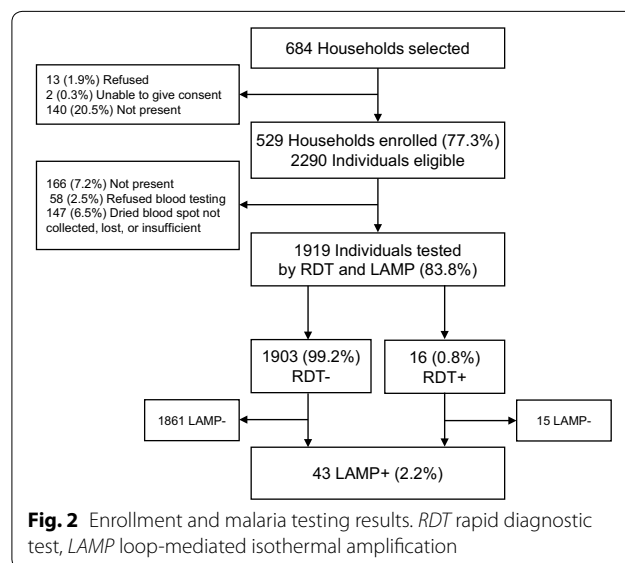 684 Households selected
13 (1.9%) Refused
2 (0.3%) Unable to give consent
140 (20.5%) Not present
529 Households enrolled (77.3%)
2290 Individuals eligible
166 (7.2%) Not present
58 (2.5%) Refused blood testing
147 (6.5%) Dried blood spot not
collected, lost, or insufficient
1919 Individuals tested
by RDT and LAMP (83.8%)
1903 (99.2%)
RDT-
16 (0.8%)
RDT+
1861 LAMP-
15 LAMP-
43 LAMP+ (2.2%)
Fig. 2 Enrollment and malaria testing results. RDT rapid diagnostic
test, LAMP loop-mediated isothermal amplification